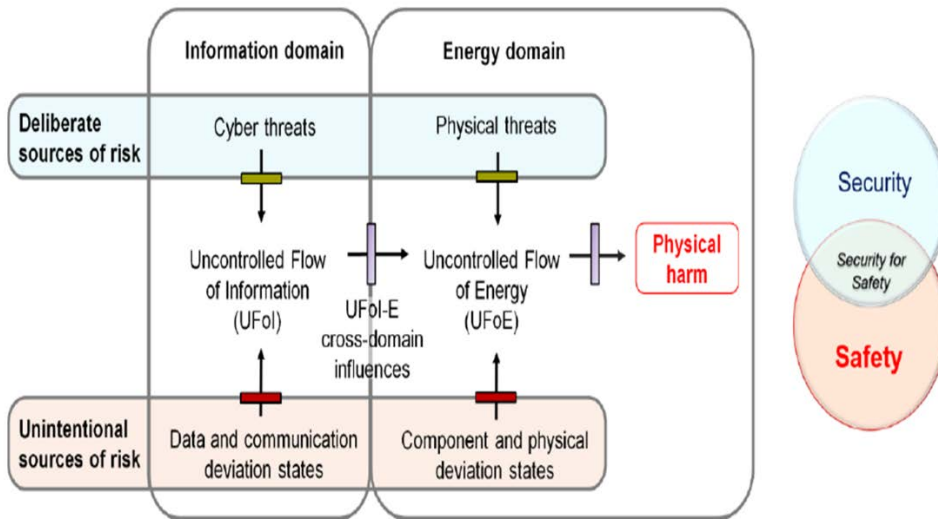 Information domain
Energy domain
Deliberate
sources of risk
Cyber threats
Physical threats
Uncontrolled Flow
of Information
(UFoI)
UFoI-E
cross-domain
influences
Uncontrolled Flow
of Energy
(UFoE)
Physical
harm
Unintentional
sources of risk
Data and communication
deviation states
Component and physical
deviation states
Security
Security for
Safety
Safety